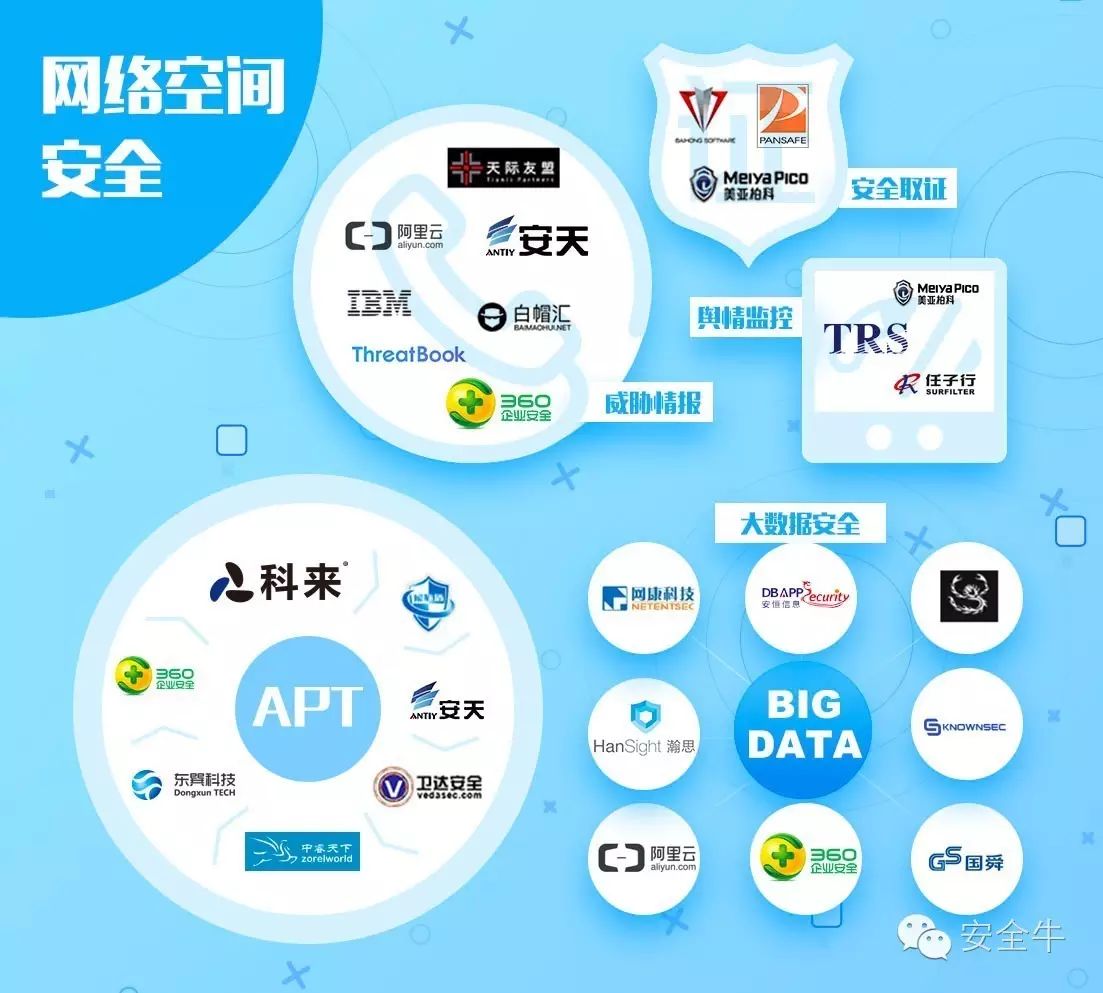 网络空间
安全
天际友盟
Tianji Partners
阿里云
aliyun.com
ANTIY 安天
IBM
白帽汇
BAIMAOHUI.NET
ThreatBook
360
企业安全
威胁情报
BAIHONG SOFTWARE
PANSAFE
Meiya Pico
美亚柏科
安全取证
舆情监控
Meiya Pico
美亚柏科
TRS
任子行
SURFILTER
科来
360
企业安全
APT
ANTIY 安天
东巽科技
Dongxun TECH
V
卫达安全
vedasec.com
中睿天下
zorelworld
大数据安全
网康科技
NETENTSEC
DBAPPSecurity
安恒信息
HanSight 瀚思
BIG
DATA
KNOWNSEC
阿里云
aliyun.com
360
企业安全
GS国舜
安全牛